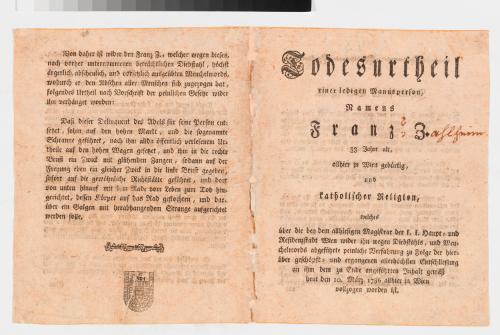 Von daher ist wider den Franz Z., welcher wegen dieses,
nach vorher unternommenen beträchtlichen Diebstahl, höchst
ärgerlich, abscheulich, und vorsetzlich ausgeübten Meuchelmords,
wodurch er den Abscheu aller Menschen sich zugezogen hat,
folgendes Urtheil nach Vorschrift der peinlichen Gesetze wider
ihn verhänget worden:
Daß dieser Delinquent des Adels für seine Person ent-
setzet, sohin auf den hohen Markt, und die sogenannte
Schranne geführet, nach ihm allda öffentlich verlesenen Ur-
theile auf den hohen Wagen gesetzt, und ihm in die rechte
Brust ein Zwick mit glühenden Zangen, sodann auf der
Freyung eben ein gleicher Zwick in die linke Brust gegeben,
sofort auf die gewöhnliche Richtstätte geführet, und dort
von unten hinauf mit dem Rade vom Leben zum Tod hin-
gerichtet, dessen Körper auf das Rad geflochten, und dar-
über ein Galgen mit herabhangendem Strange aufgerichtet
werden solle.
Todesurtheil
einer ledigen Mannsperson,
Namens
Franz Z. ahlheim
33 Jahre alt,
allhier zu Wien gebürtig,
und
katholischer Religion,
welches
über die bey dem allhiesigen Magistrat der k. k. Haupt- und
Residenzstadt Wien wider ihn wegen Diebstahls, und Meu-
chelmords abgeführte peinliche Verfahrung zu Folge der hier-
über geschöpft- und ergangenen allerhöchsten Entschließung
an ihm dem zu Ende angeführten Inhalt gemäß
heut den 10. März 1786 allhier in Wien
vollzogen worden ist.